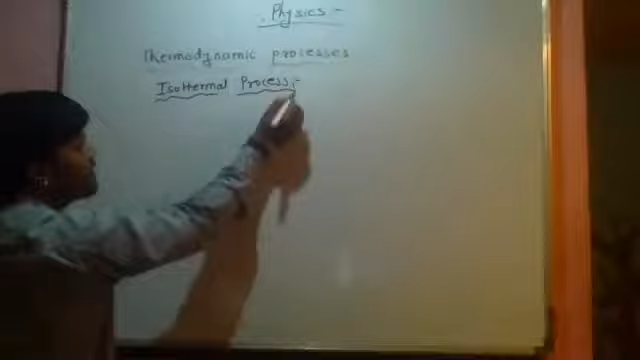 . Physics :-
Thermodynamic processes
Isothermal Process:-